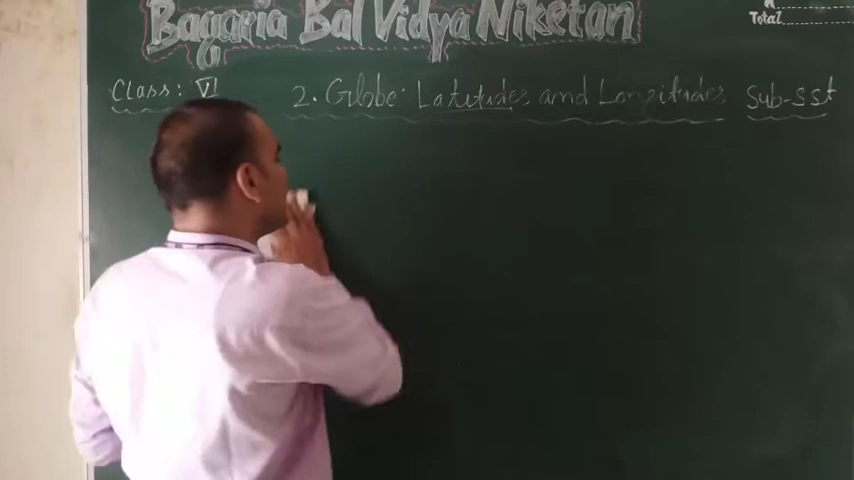 Bagaria Bal Vidya Niketan
Total
Class: VI 2. Globe: Latitudes and Longitudes Sub-SSt